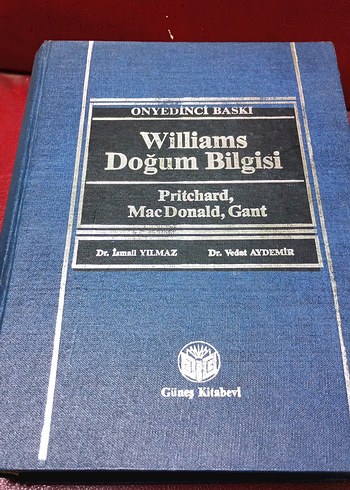 ONYEDİNCİ BASKI
Williams
Doğum Bilgisi
Pritchard,
MacDonald, Gant
Dr. İsmail YILMAZ Dr. Vedat AYDEMİR
Güneş Kitabevi